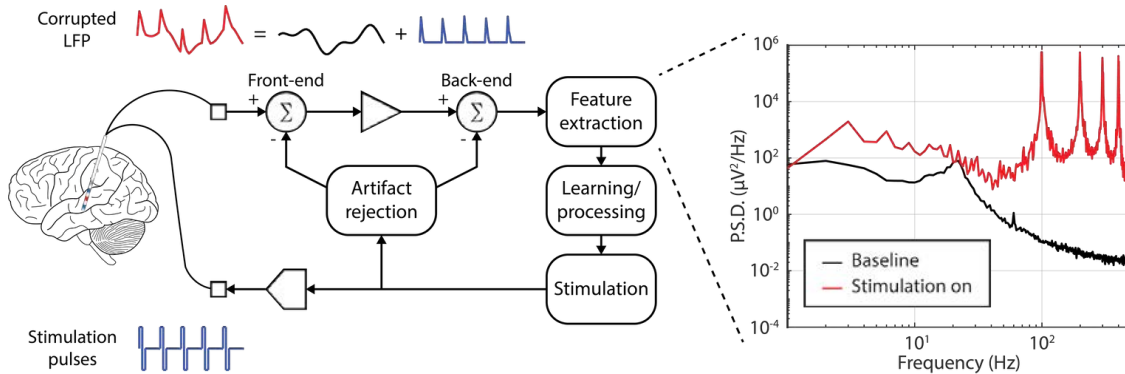 Corrupted
LFP
=
+
Front-end
Back-end
+
Σ
-
+
Σ
-
Feature
extraction
Artifact
rejection
Learning/
processing
Stimulation
Stimulation
pulses
P.S.D. (µV²/Hz)
10⁶
10⁴
10²
10⁰
10⁻²
10⁻⁴
Baseline
Stimulation on
10¹
10²
Frequency (Hz)